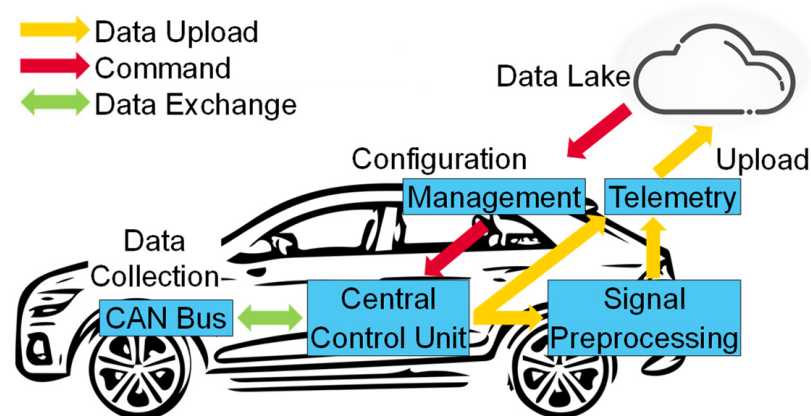 Data Upload
Command
Data Exchange
Data Lake
Configuration
Upload
Management
Telemetry
Data
Collection
CAN Bus
Central
Control Unit
Signal
Preprocessing